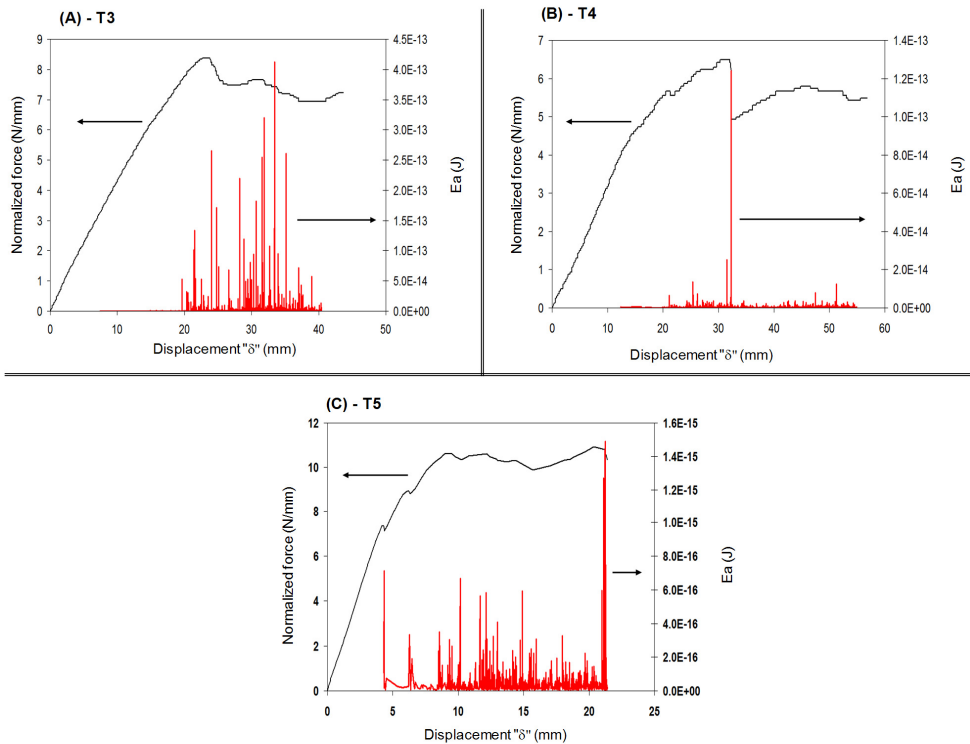 (A) - T3
Normalized force (N/mm)
9
8
7
6
5
4
3
2
1
0
0 10 20 30 40 50
Displacement "δ" (mm)
4.5E-13
4.0E-13
3.5E-13
3.0E-13
2.5E-13
2.0E-13
1.5E-13
1.0E-13
5.0E-14
0.0E+00
Ea (J)
(B) - T4
Normalized force (N/mm)
7
6
5
4
3
2
1
0
0 10 20 30 40 50 60
Displacement "δ" (mm)
1.4E-13
1.2E-13
1.0E-13
8.0E-14
6.0E-14
4.0E-14
2.0E-14
0.0E+00
Ea (J)
(C) - T5
Normalized force (N/mm)
12
10
8
6
4
2
0
0 5 10 15 20 25
Displacement "δ" (mm)
1.6E-15
1.4E-15
1.2E-15
1.0E-15
8.0E-16
6.0E-16
4.0E-16
2.0E-16
0.0E+00
Ea (J)